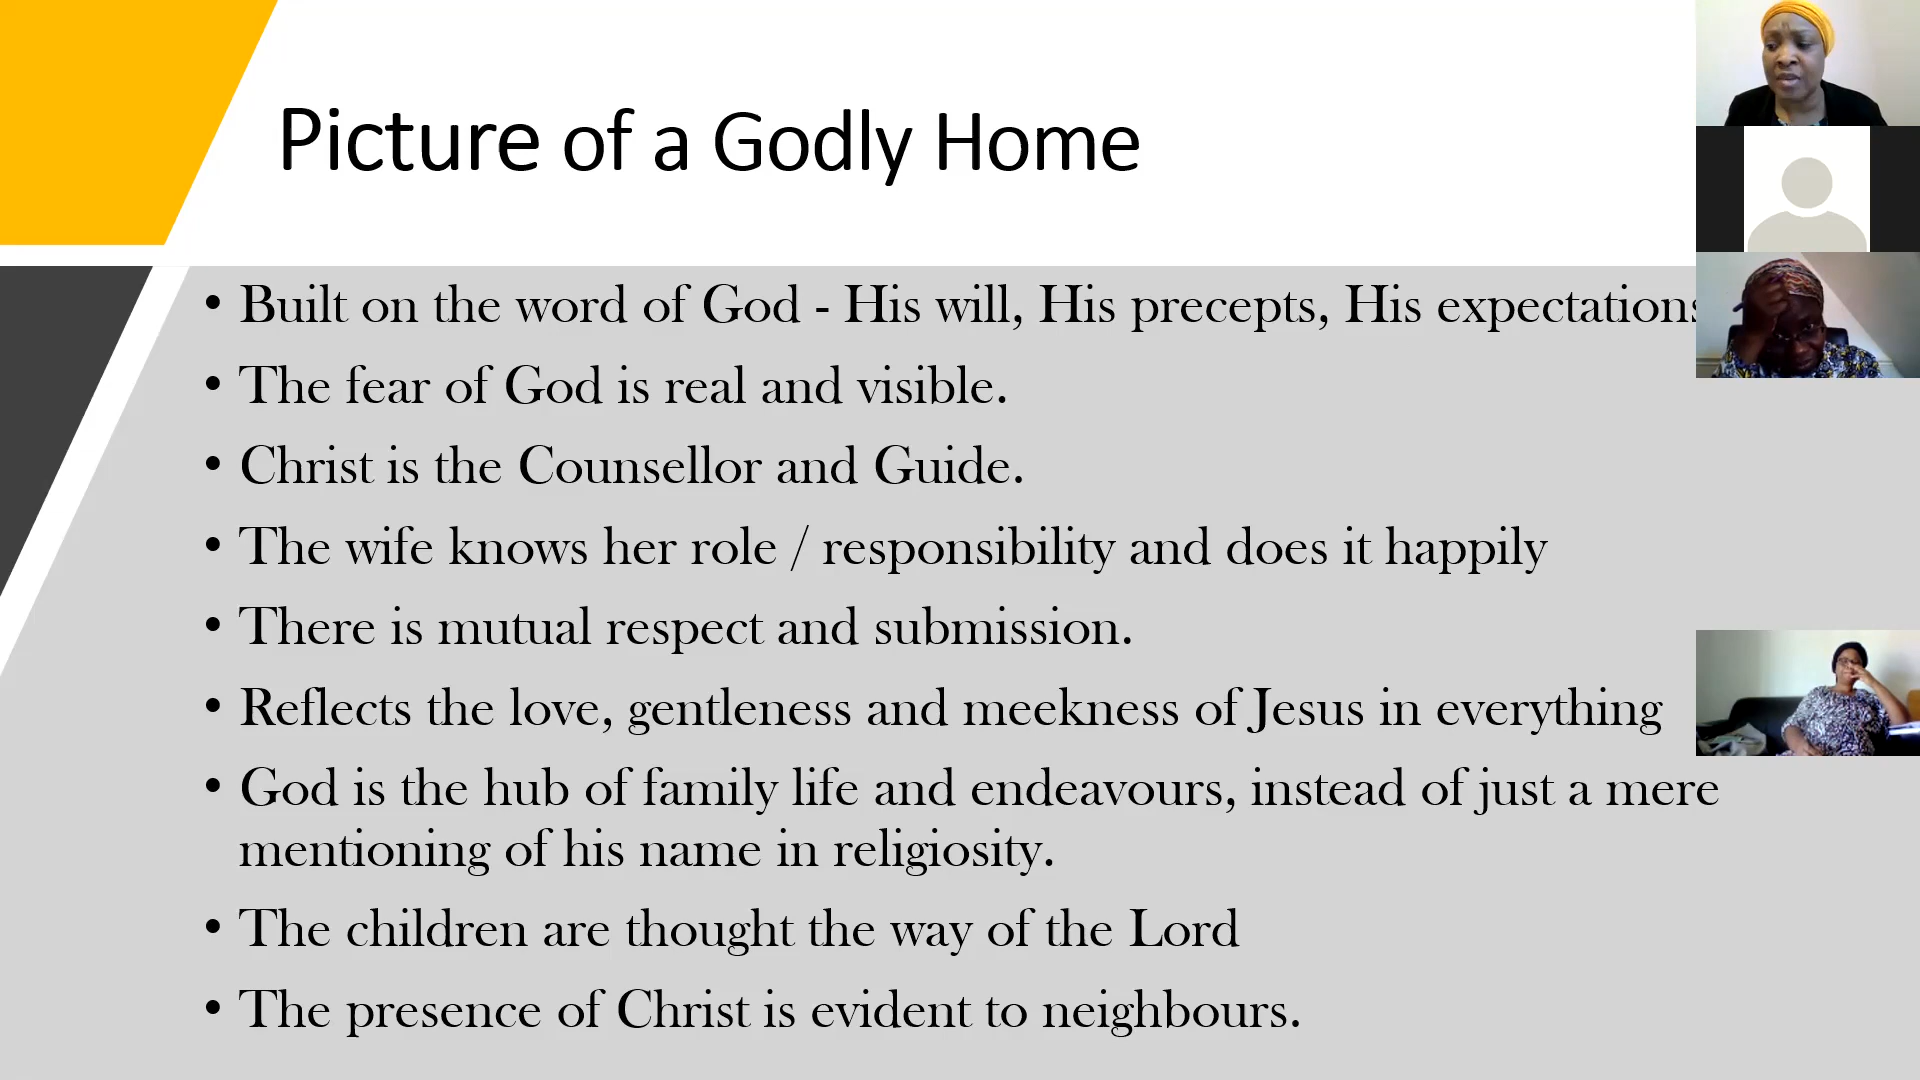 Picture of a Godly Home
• Built on the word of God - His will, His precepts, His expectations
• The fear of God is real and visible.
• Christ is the Counsellor and Guide.
• The wife knows her role / responsibility and does it happily
• There is mutual respect and submission.
• Reflects the love, gentleness and meekness of Jesus in everything
• God is the hub of family life and endeavours, instead of just a mere
mentioning of his name in religiosity.
• The children are thought the way of the Lord
• The presence of Christ is evident to neighbours.